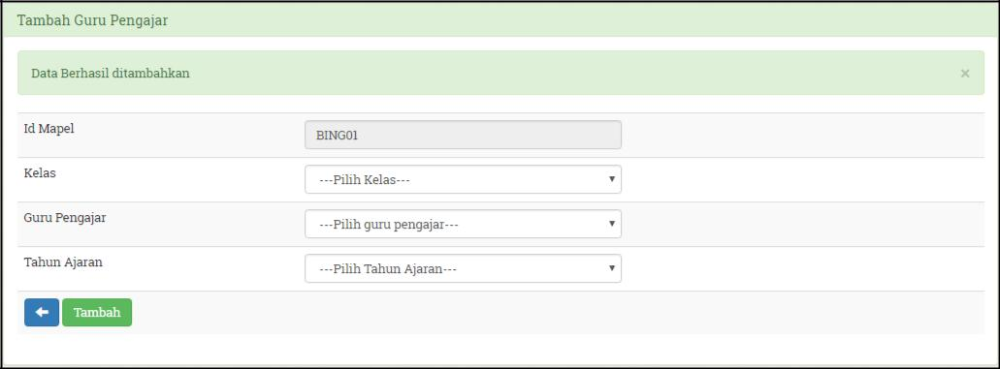 Tambah Guru Pengajar
Data Berhasil ditambahkan ×
Id Mapel BING01
Kelas ---Pilih Kelas---
Guru Pengajar ---Pilih guru pengajar---
Tahun Ajaran ---Pilih Tahun Ajaran---
Tambah